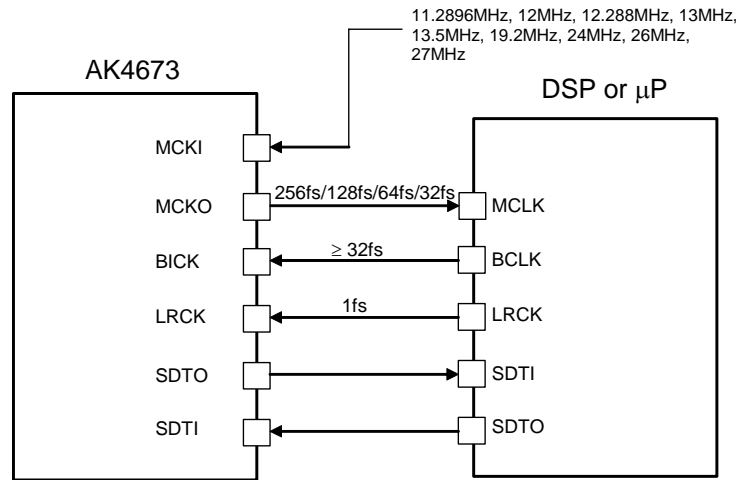 11.2896MHz, 12MHz, 12.288MHz, 13MHz,
13.5MHz, 19.2MHz, 24MHz, 26MHz,
27MHz
AK4673
DSP or μP
MCKI
MCKO
256fs/128fs/64fs/32fs
MCLK
BICK
≥ 32fs
BCLK
LRCK
1fs
LRCK
SDTO
SDTI
SDTI
SDTO